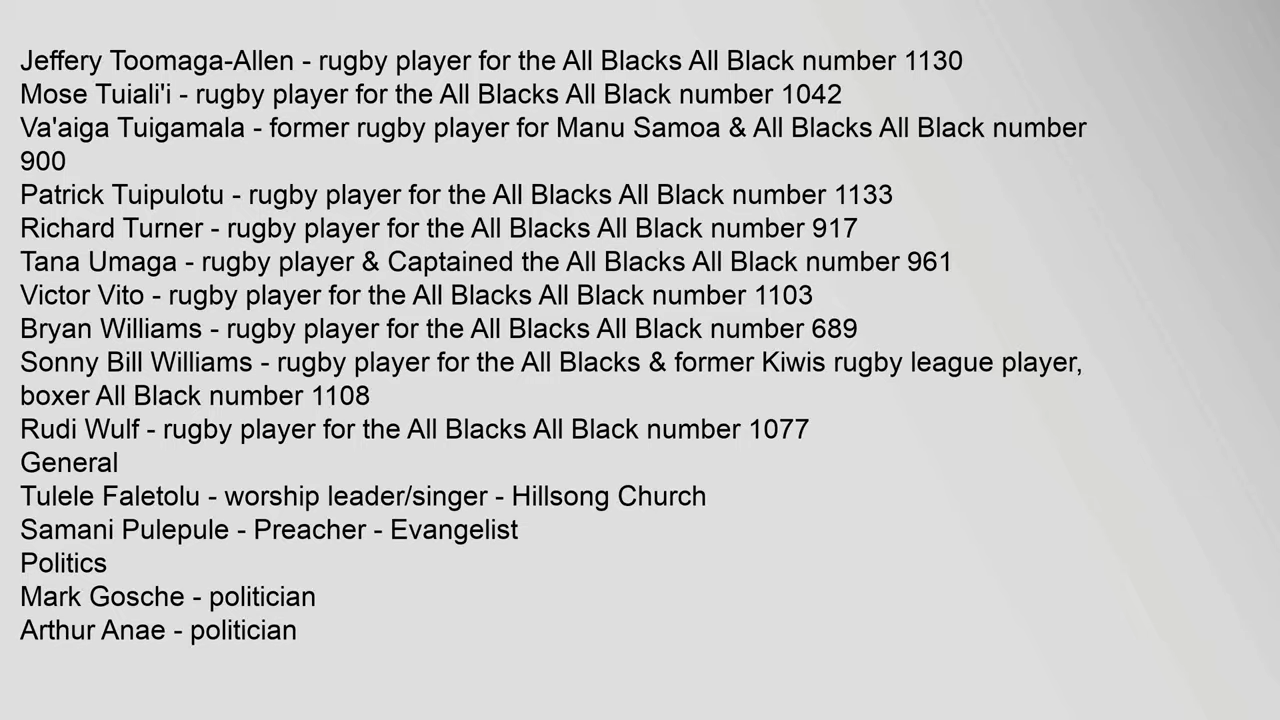 Jeffery Toomaga-Allen - rugby player for the All Blacks All Black number 1130
Mose Tuiali'i - rugby player for the All Blacks All Black number 1042
Va'aiga Tuigamala - former rugby player for Manu Samoa & All Blacks All Black number
900
Patrick Tuipulotu - rugby player for the All Blacks All Black number 1133
Richard Turner - rugby player for the All Blacks All Black number 917
Tana Umaga - rugby player & Captained the All Blacks All Black number 961
Victor Vito - rugby player for the All Blacks All Black number 1103
Bryan Williams - rugby player for the All Blacks All Black number 689
Sonny Bill Williams - rugby player for the All Blacks & former Kiwis rugby league player,
boxer All Black number 1108
Rudi Wulf - rugby player for the All Blacks All Black number 1077
General
Tulele Faletolu - worship leader/singer - Hillsong Church
Samani Pulepule - Preacher - Evangelist
Politics
Mark Gosche - politician
Arthur Anae - politician